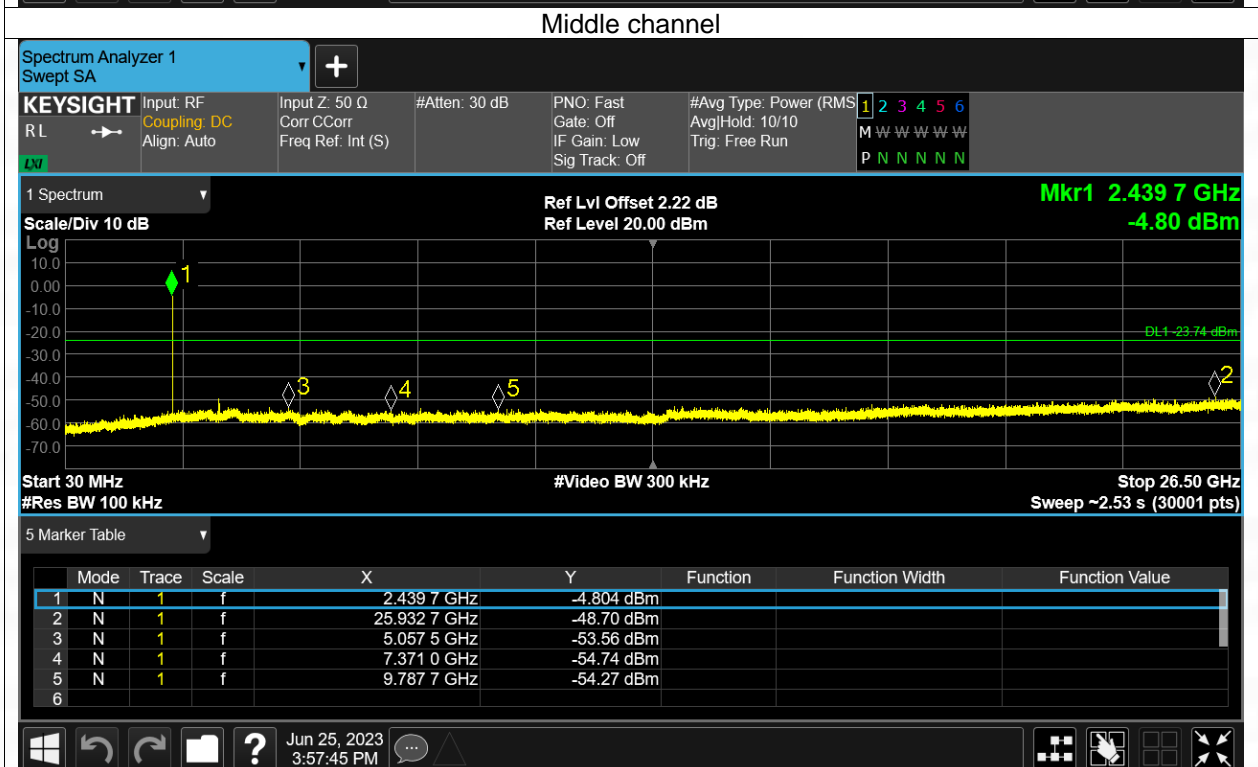 Middle channel
Spectrum Analyzer 1
Swept SA
KEYSIGHT Input: RF Input Z: 50 Ω #Atten: 30 dB PNO: Fast #Avg Type: Power (RMS 1 2 3 4 5 6
RL Coupling: DC Corr CCorr Gate: Off Avg|Hold: 10/10 M W W W W W
Align: Auto Freq Ref: Int (S) IF Gain: Low Trig: Free Run
LXI Sig Track: Off P N N N N N
1 Spectrum Ref Lvl Offset 2.22 dB Mkr1 2.439 7 GHz
Scale/Div 10 dB Ref Level 20.00 dBm -4.80 dBm
Log
10.0
1
0.00
-10.0
-20.0 DL1 -23.74 dBm
-30.0
-40.0 3 4 5 2
-50.0
-60.0
-70.0
Start 30 MHz #Video BW 300 kHz Stop 26.50 GHz
#Res BW 100 kHz Sweep ~2.53 s (30001 pts)
5 Marker Table
Mode Trace Scale X Y Function Function Width Function Value
1 N 1 f 2.439 7 GHz -4.804 dBm
2 N 1 f 25.932 7 GHz -48.70 dBm
3 N 1 f 5.057 5 GHz -53.56 dBm
4 N 1 f 7.371 0 GHz -54.74 dBm
5 N 1 f 9.787 7 GHz -54.27 dBm
6
? Jun 25, 2023
3:57:45 PM